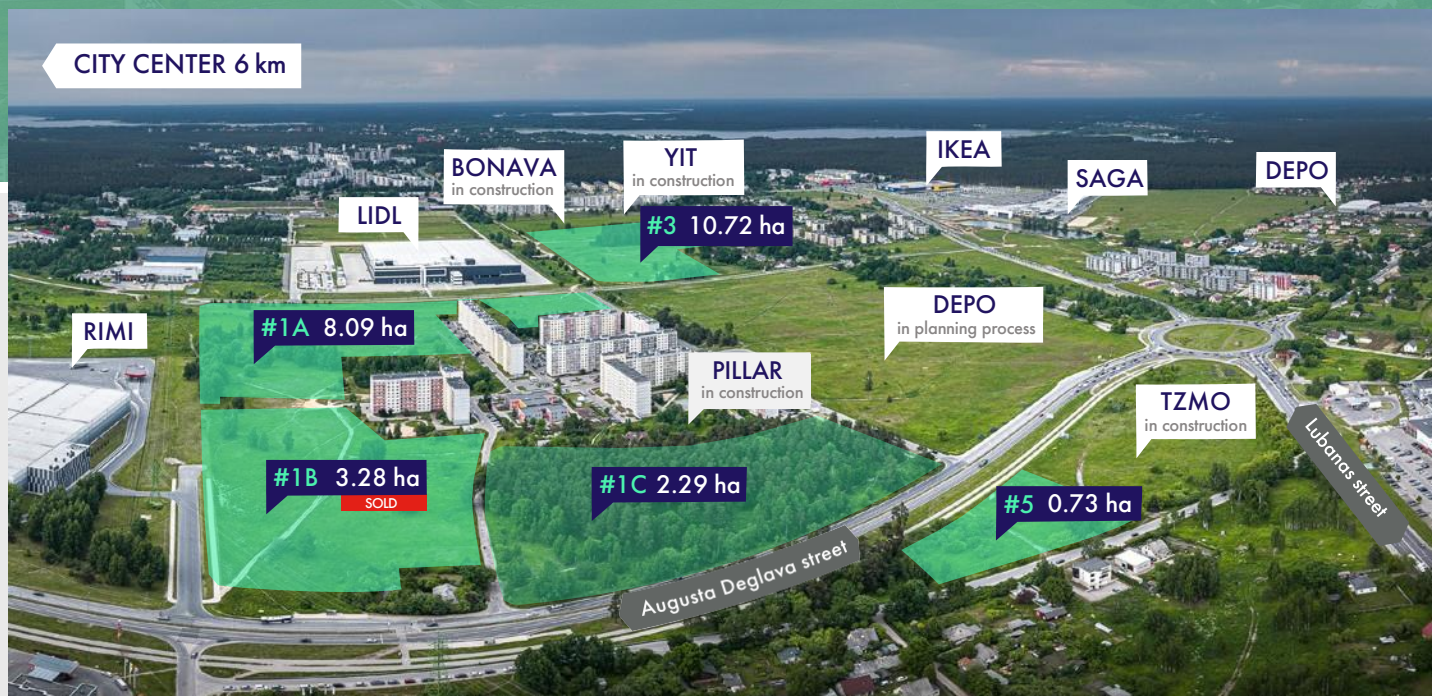 CITY CENTER 6 km
BONAVA
in construction
YIT
in construction
IKEA
SAGA
DEPO
LIDL
#3 10.72 ha
RIMI
#1A 8.09 ha
DEPO
in planning process
PILLAR
in construction
TZMO
in construction
#1B 3.28 ha
SOLD
#1C 2.29 ha
#5 0.73 ha
Lubanas street
Augusta Deglava street